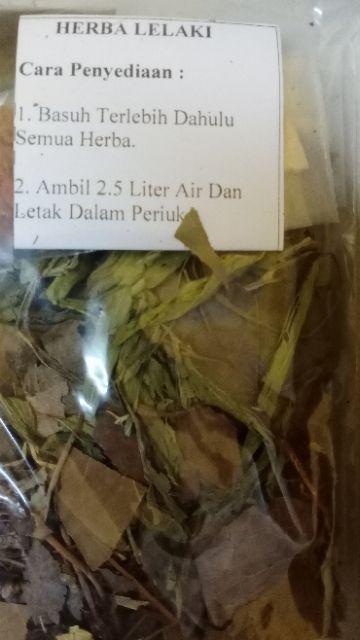 HERBA LELAKI
Cara Penyediaan :
1. Basuh Terlebih Dahulu
Semua Herba.
2. Ambil 2.5 Liter Air Dan
Letak Dalam Periuk